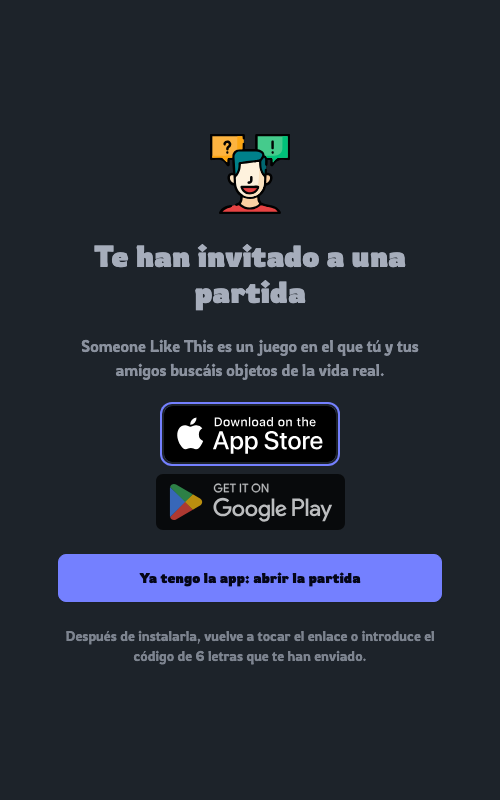 ?
!
Te han invitado a una
partida
Someone Like This es un juego en el que tú y tus
amigos buscáis objetos de la vida real.
Download on the
App Store
GET IT ON
Google Play
Ya tengo la app: abrir la partida
Después de instalarla, vuelve a tocar el enlace o introduce el
código de 6 letras que te han enviado.